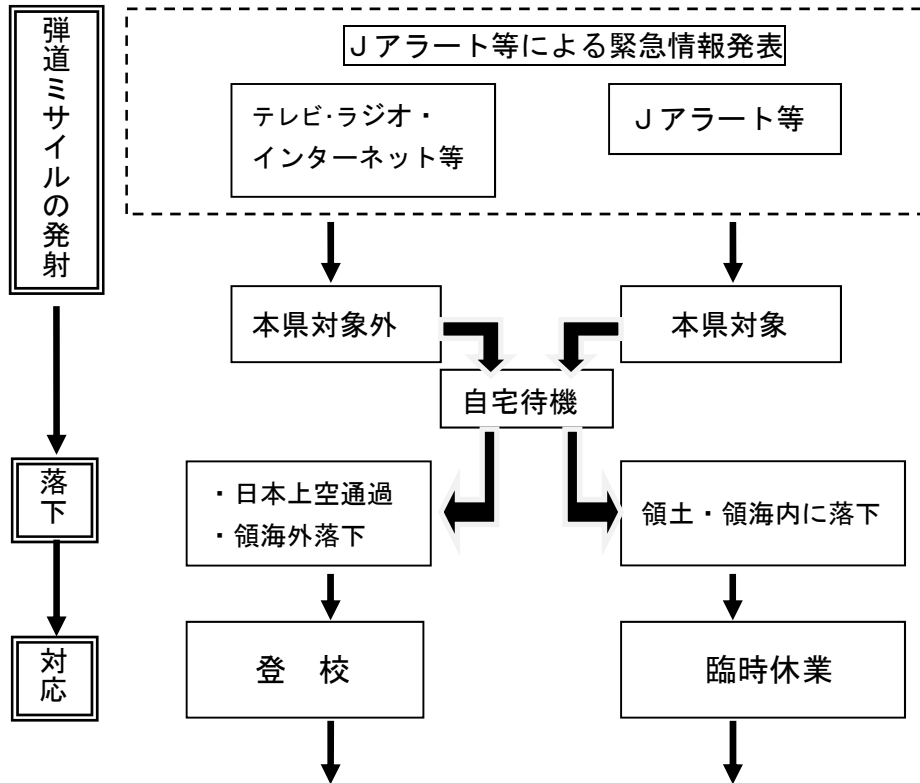 弾道ミサイルの発射
Jアラート等による緊急情報発表
テレビ・ラジオ・
インターネット等
Jアラート等
本県対象外
本県対象
自宅待機
落下
・日本上空通過
・領海外落下
領土・領海内に落下
対応
登　校
臨時休業